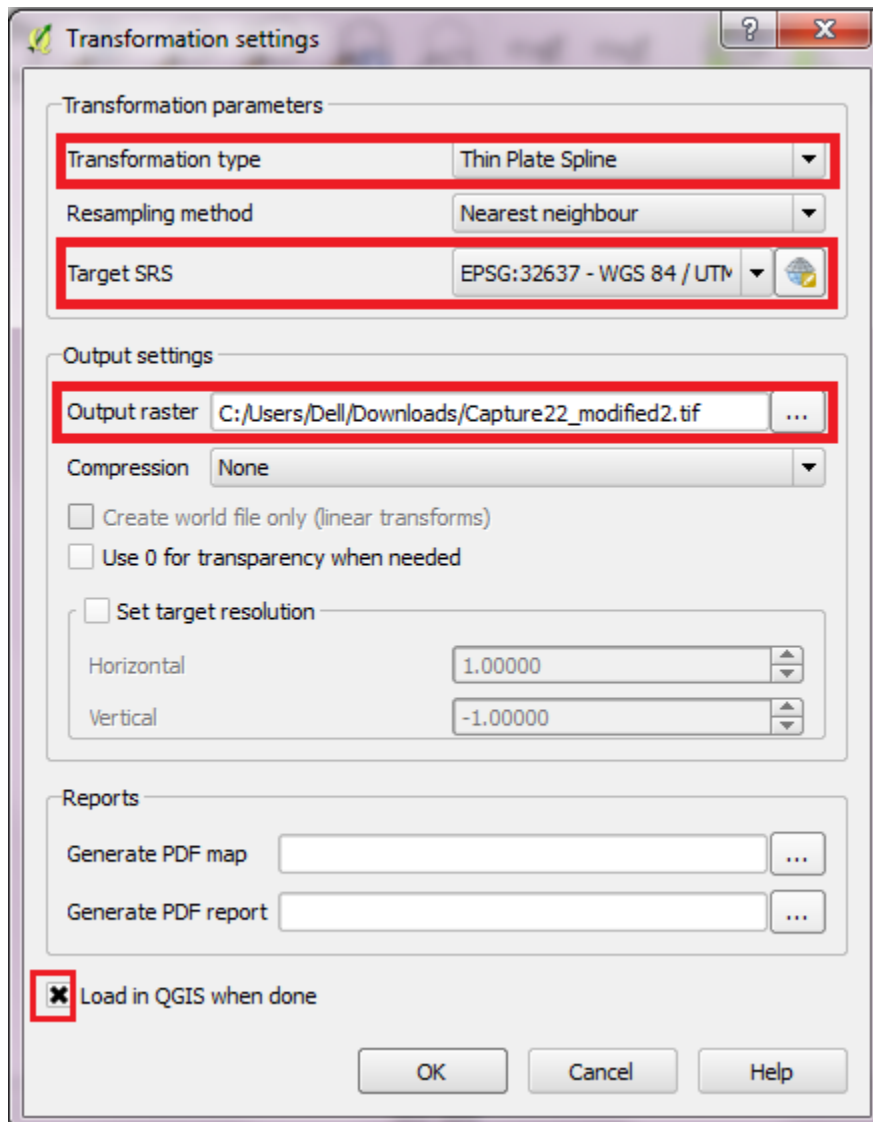 Transformation settings
Transformation parameters
Transformation type Thin Plate Spline
Resampling method Nearest neighbour
Target SRS EPSG:32637 - WGS 84 / UTM
Output settings
Output raster C:/Users/Dell/Downloads/Capture22_modified2.tif ...
Compression None
Create world file only (linear transforms)
Use 0 for transparency when needed
Set target resolution
Horizontal 1.00000
Vertical -1.00000
Reports
Generate PDF map ...
Generate PDF report ...
Load in QGIS when done
OK Cancel Help